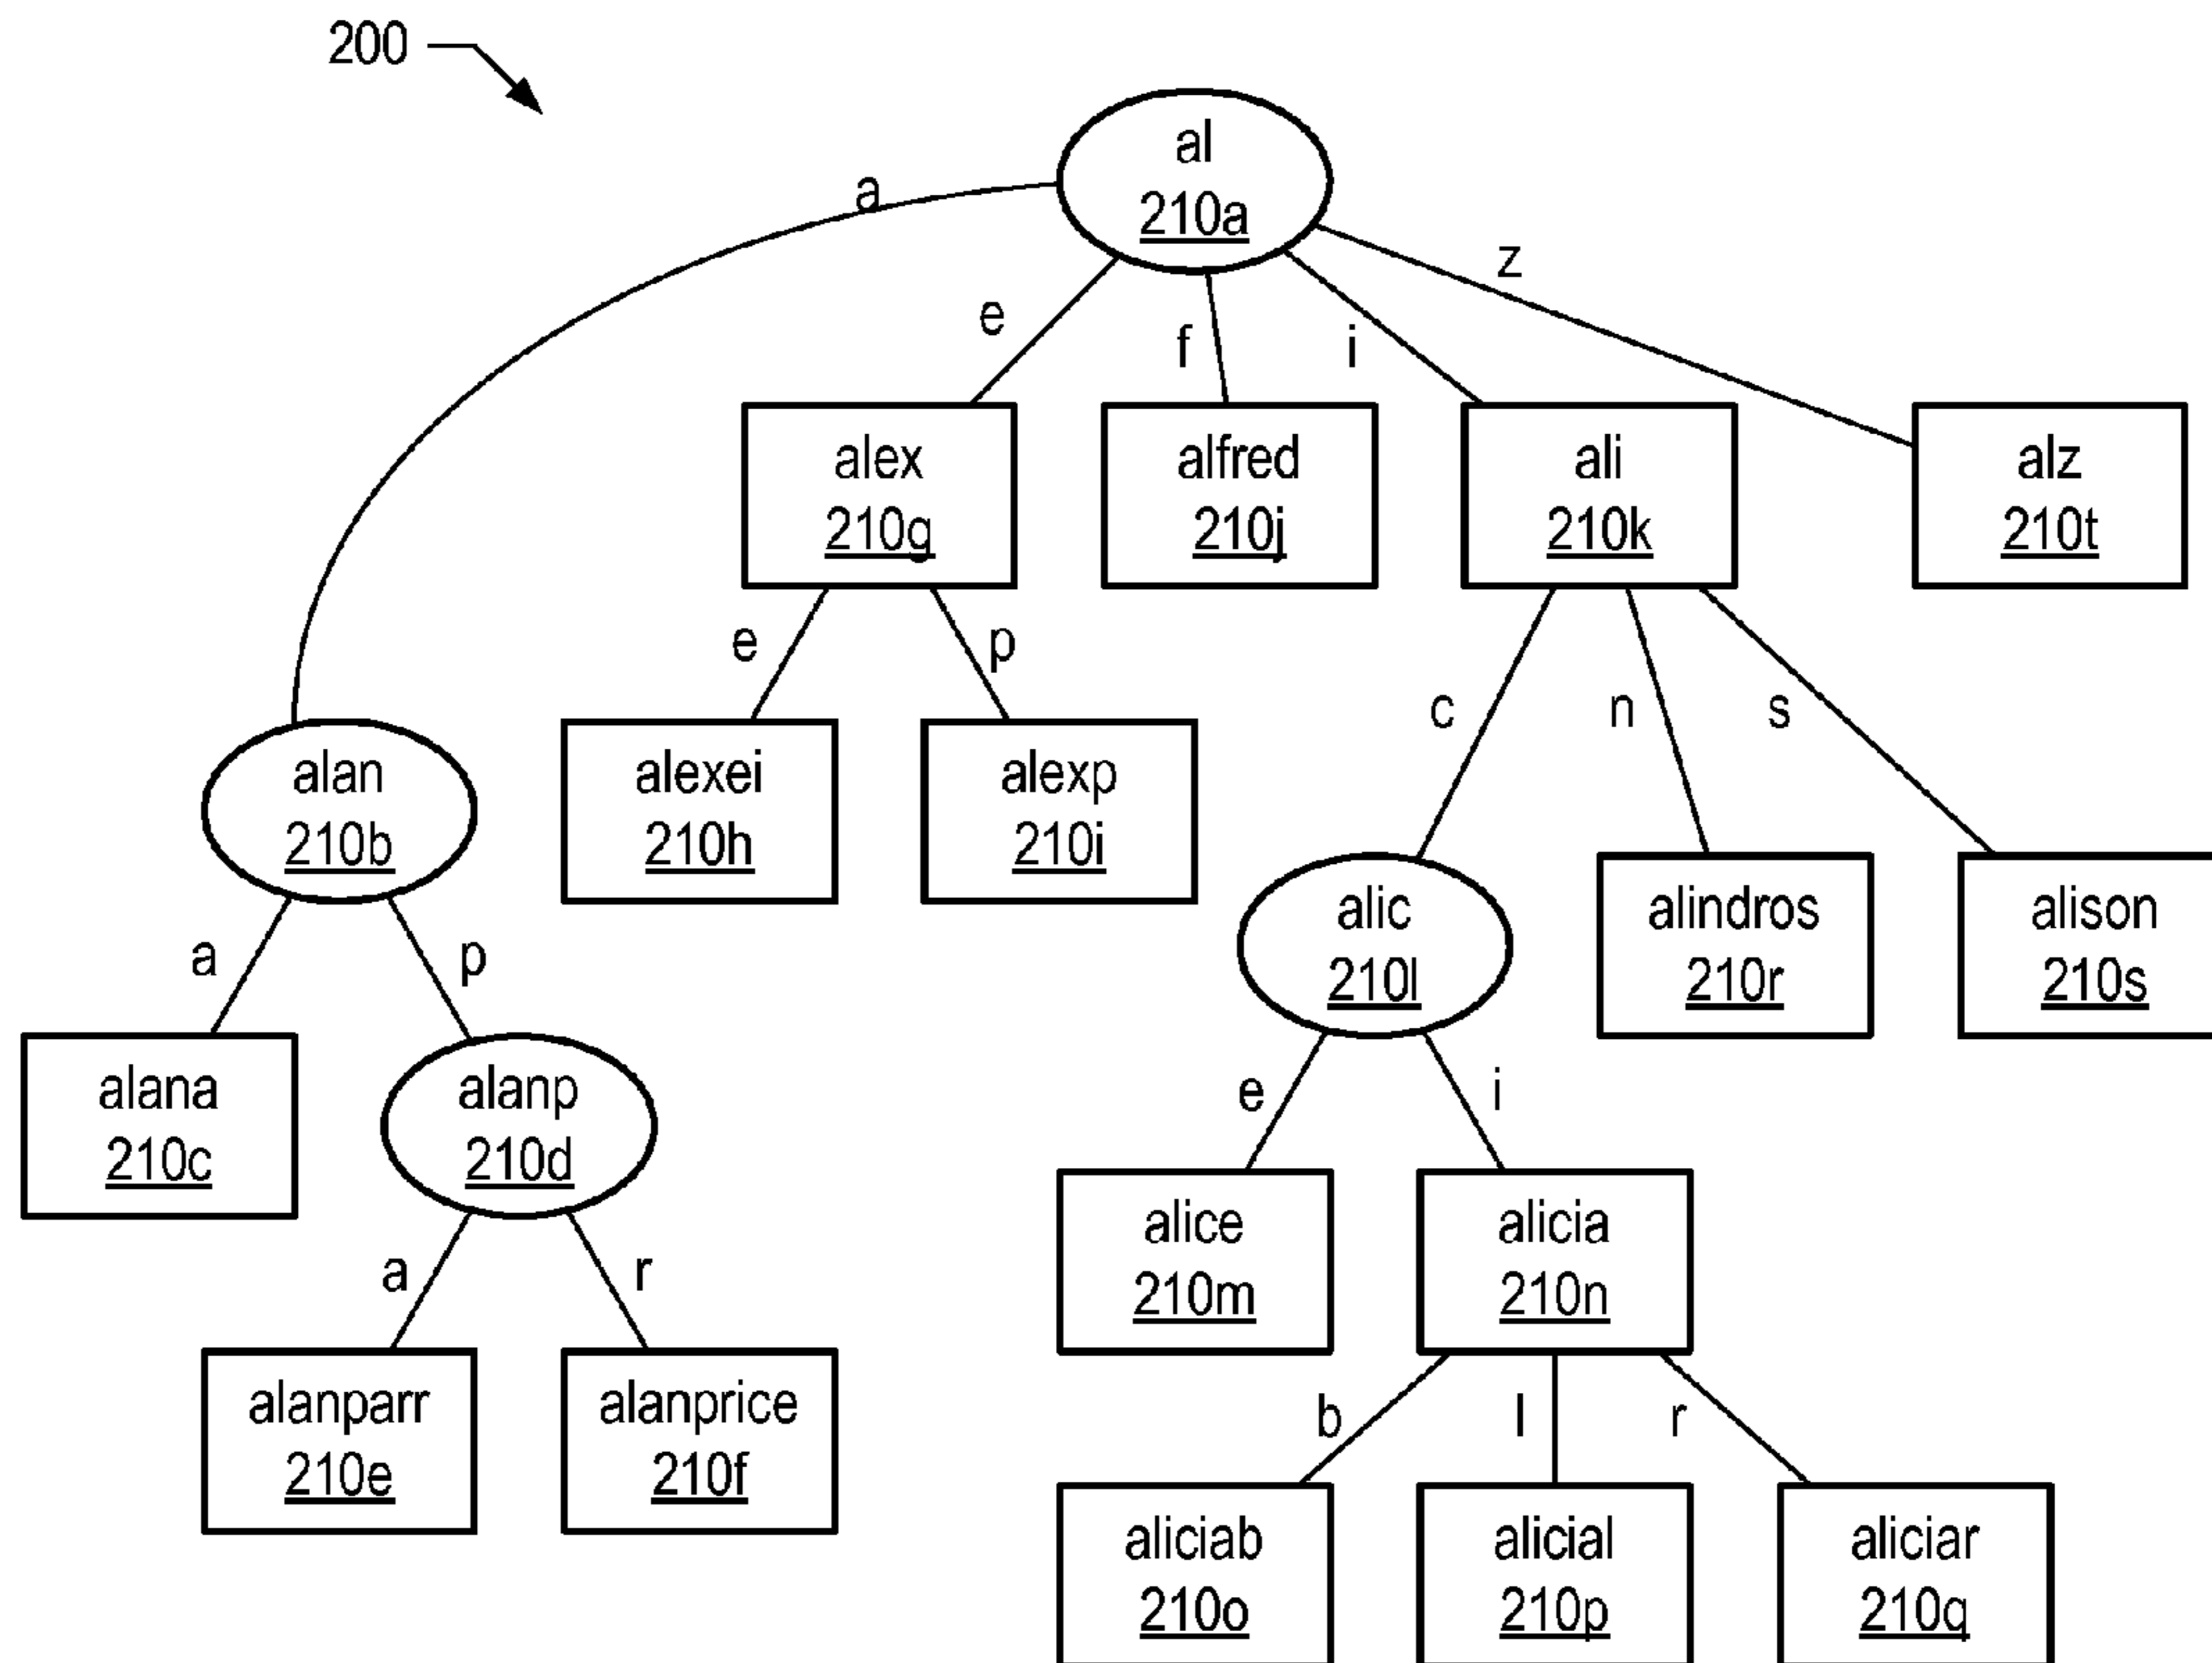 200
al
210a
a
e
f
i
z
alex
210g
alfred
210j
ali
210k
alz
210t
e
p
c
n
s
alan
210b
alexei
210h
alexp
210i
alic
210l
alindros
210r
alison
210s
a
p
alana
210c
alanp
210d
e
i
alice
210m
alicia
210n
a
r
alanparr
210e
alanprice
210f
b
l
r
aliciab
210o
alicial
210p
aliciar
210q